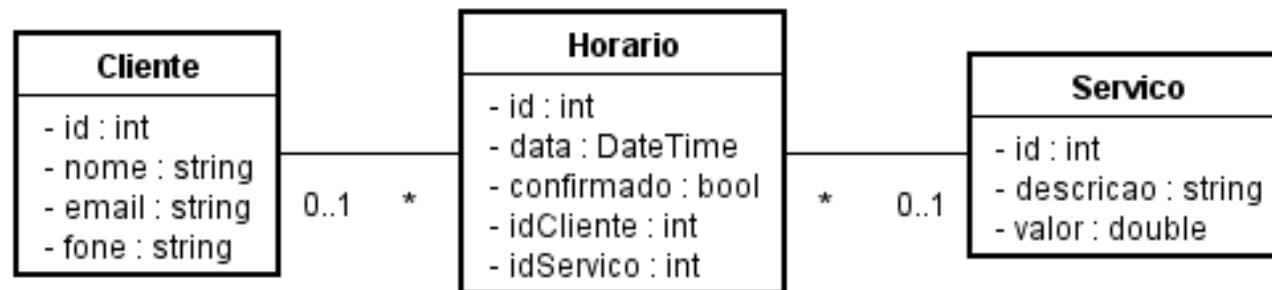 Cliente
- id : int
- nome : string
- email : string
- fone : string
0..1
*
Horario
- id : int
- data : DateTime
- confirmado : bool
- idCliente : int
- idServico : int
*
0..1
Servico
- id : int
- descricao : string
- valor : double